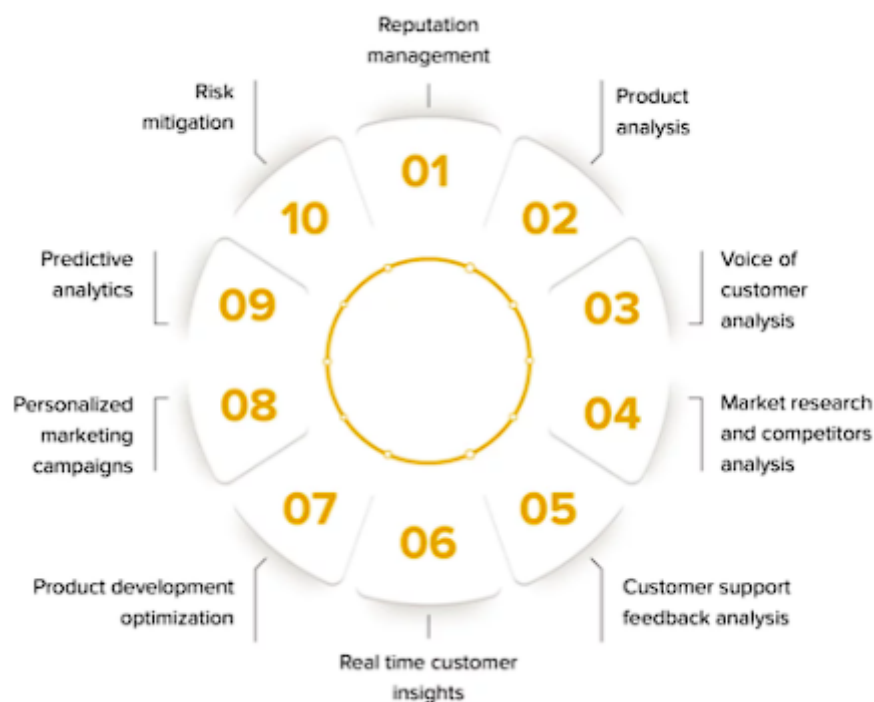 01
Reputation
management
02
Product
analysis
03
Voice of
customer
analysis
04
Market research
and competitors
analysis
05
Customer support
feedback analysis
06
Real time customer
insights
07
Product development
optimization
08
Personalized
marketing
campaigns
09
Predictive
analytics
10
Risk
mitigation